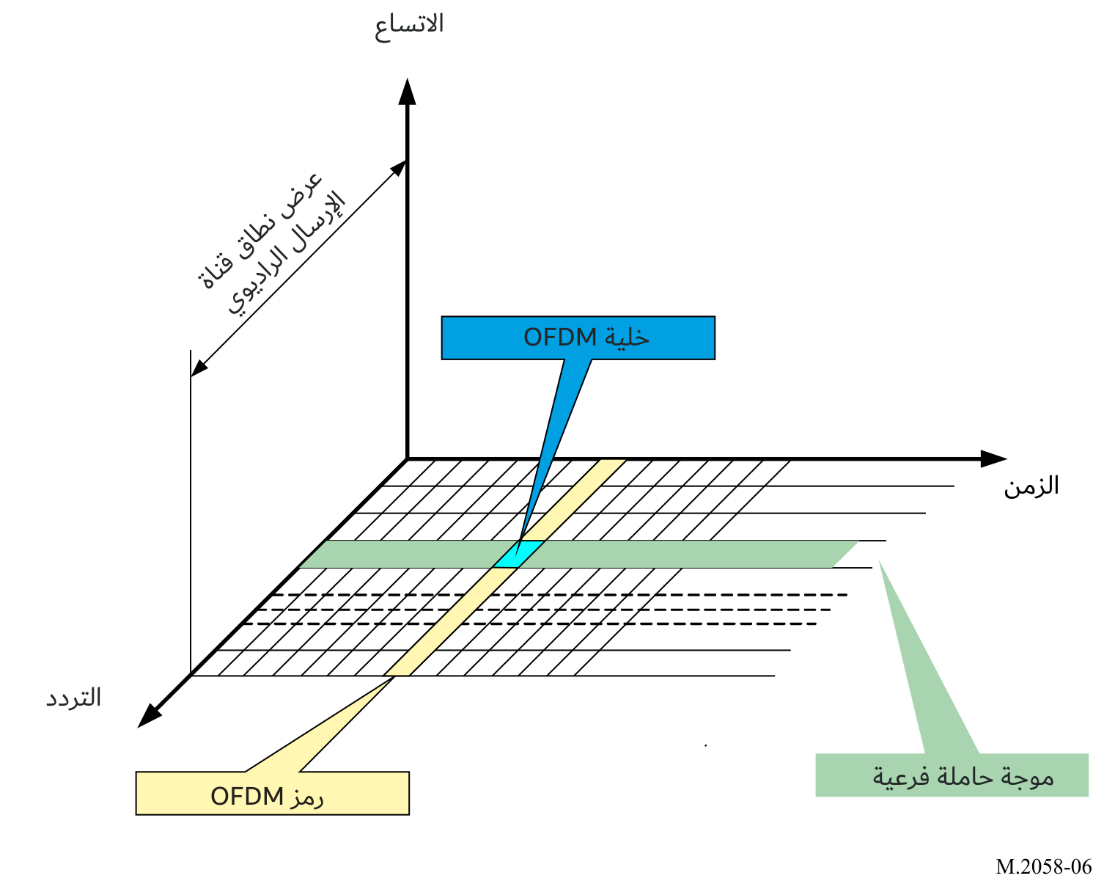 الاتساع
عرض نطاق قناة
الإرسال الراديوي
خلية OFDM
الزمن
التردد
موجة حاملة فرعية
رمز OFDM
M.2058-06